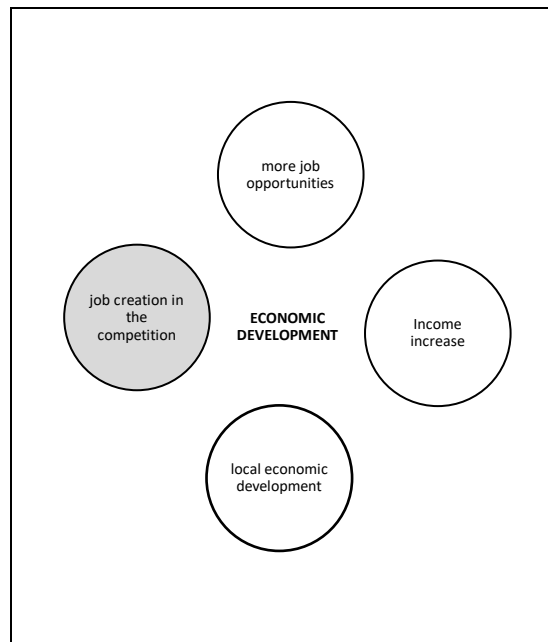 more job
opportunities
job creation in
the
competition
ECONOMIC
DEVELOPMENT
Income
increase
local economic
development